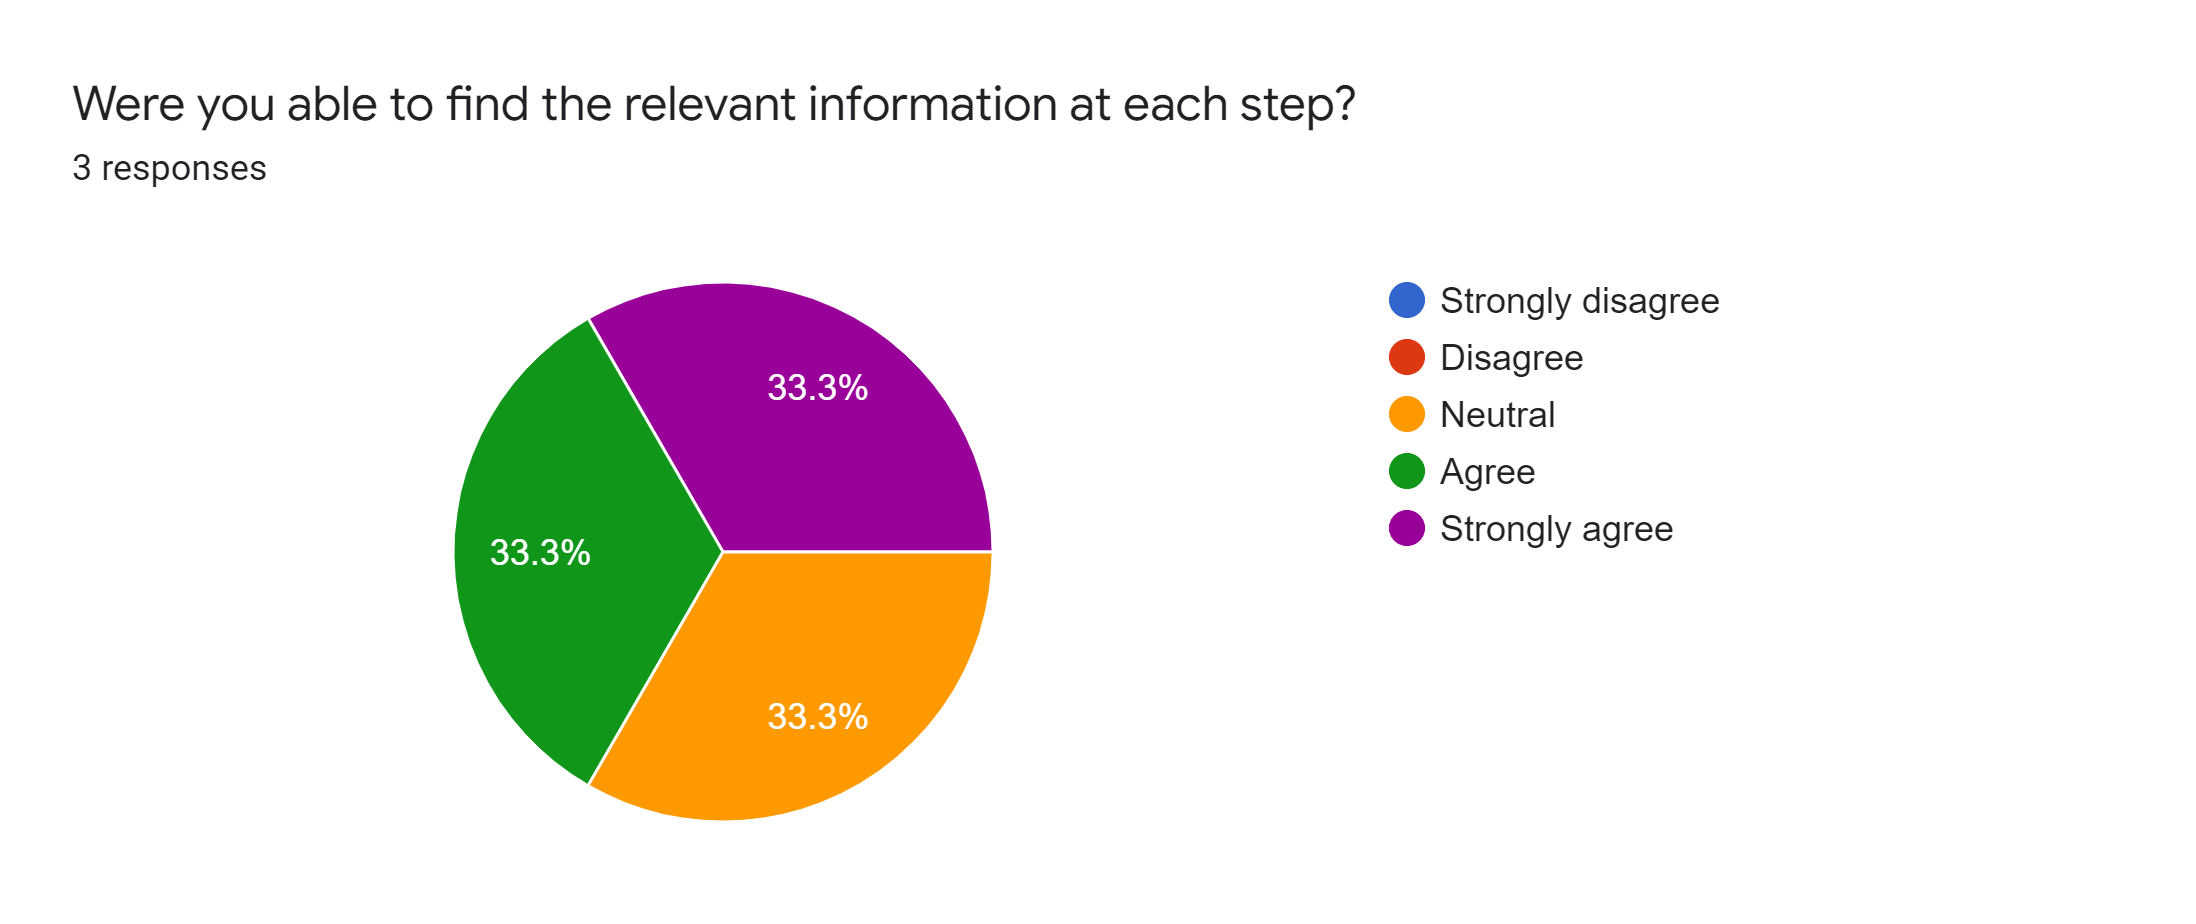 Were you able to find the relevant information at each step?
3 responses
33.3%
33.3%
33.3%
Strongly disagree
Disagree
Neutral
Agree
Strongly agree